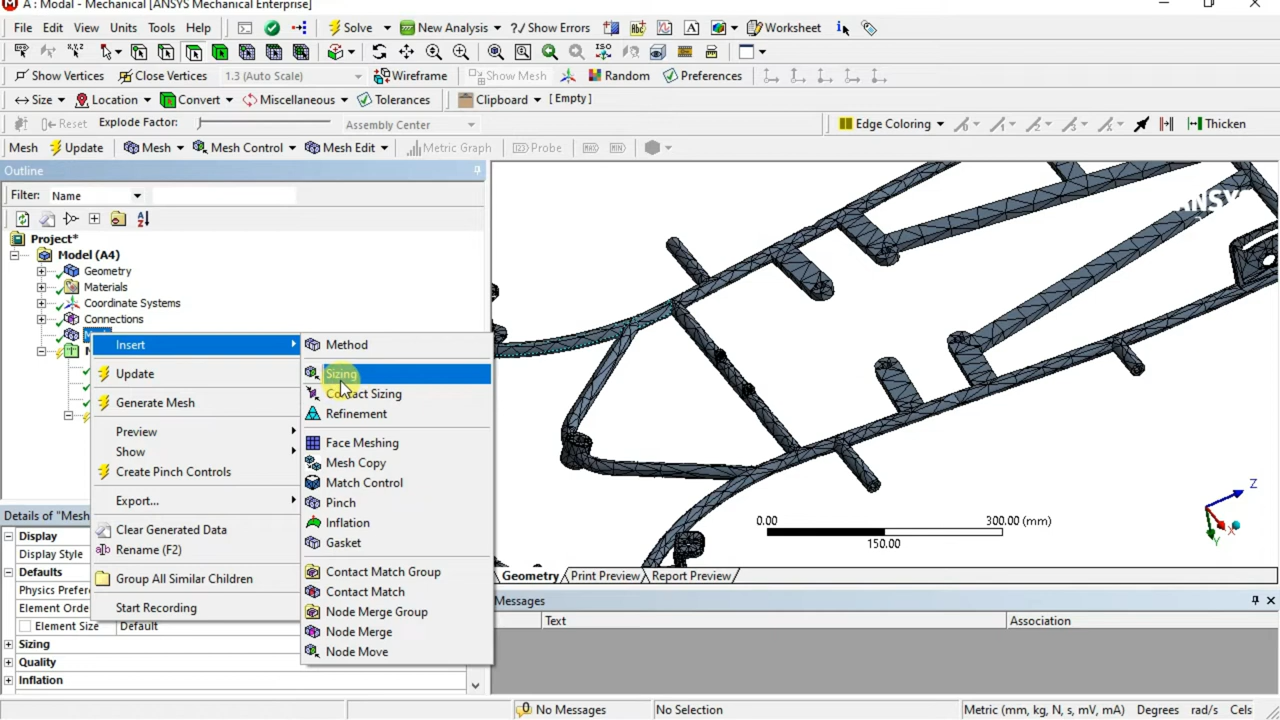 A : Modal - Mechanical [ANSYS Mechanical Enterprise]
File Edit View Units Tools Help Solve New Analysis ?/ Show Errors Worksheet
Show Vertices Close Vertices 1.3 (Auto Scale) Wireframe Show Mesh Random Preferences
Size Location Convert Miscellaneous Tolerances Clipboard [Empty]
Reset Explode Factor: Assembly Center Edge Coloring Thicken
Mesh Update Mesh Mesh Control Mesh Edit Metric Graph Probe
Outline
Filter: Name
Project*
Model (A4)
Geometry
Materials
Coordinate Systems
Connections
Insert
Update
Generate Mesh
Preview
Show
Create Pinch Controls
Export...
Clear Generated Data
Rename (F2)
Group All Similar Children
Start Recording
Method
Sizing
Contact Sizing
Refinement
Face Meshing
Mesh Copy
Match Control
Pinch
Inflation
Gasket
Contact Match Group
Contact Match
Node Merge Group
Node Merge
Node Move
Details of "Mesh
Display
Display Style
Defaults
Physics Prefer
Element Orde
Element Size Default
Sizing
Quality
Inflation
ANSYS
0.00 300.00 (mm)
150.00
Z
X
Y
Geometry Print Preview Report Preview
Messages
Text Association
No Messages No Selection Metric (mm, kg, N, s, mV, mA) Degrees rad/s Cels